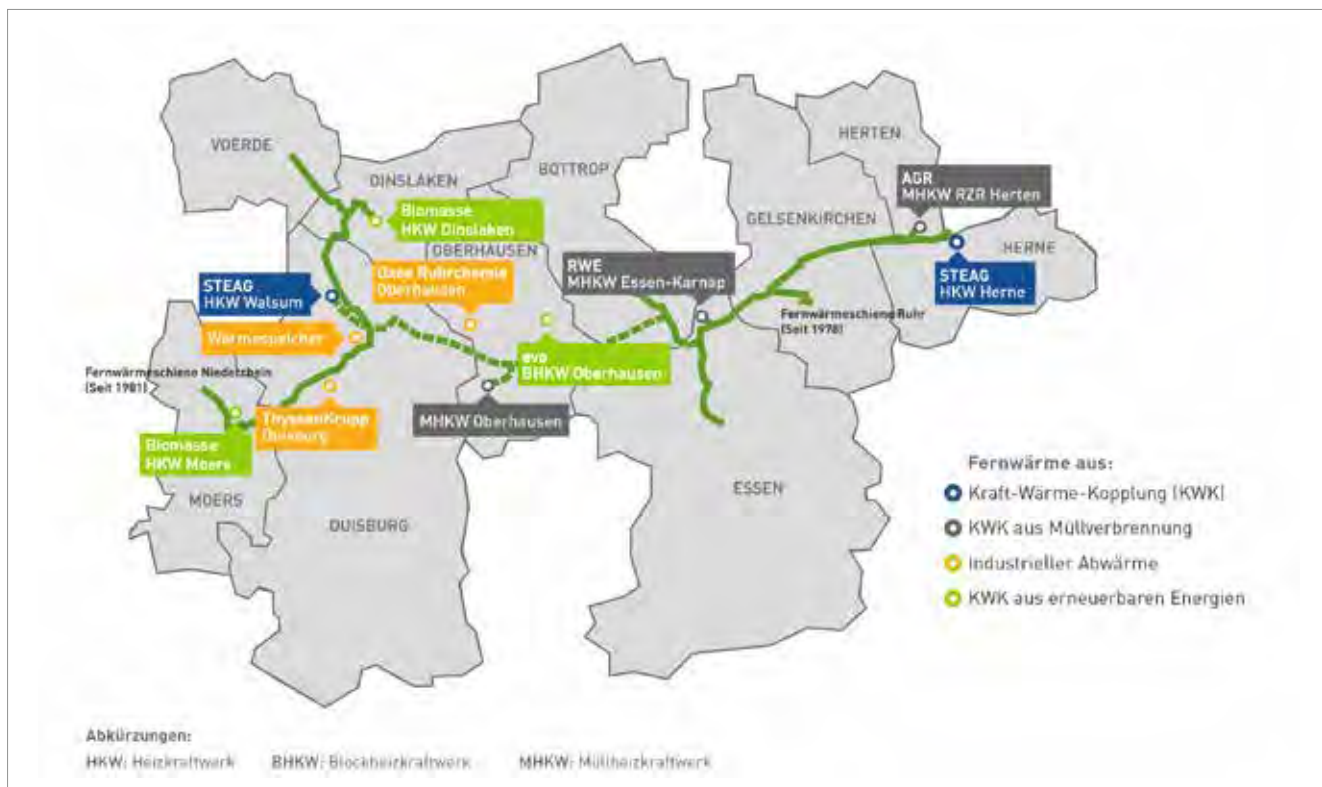 VOERDE
DINSLAKEN
BOTTROP
HERTEN
GELSENKIRCHEN
AGR
MHKW RZR Herten
HERNE
Biomasse
HKW Dinslaken
OBERHAUSEN
RWE
MHKW Essen-Karnap
STEAG
HKW Herne
STEAG
HKW Walsum
Oxea Ruhrchemie
Oberhausen
Fernwärmeschiene Ruhr
(Seit 1978)
Wärmespeicher
evo
BHKW Oberhausen
Fernwärmeschiene Niederrhein
(Seit 1981)
MHKW Oberhausen
ThyssenKrupp
Duisburg
Biomasse
HKW Moers
MOERS
DUISBURG
ESSEN
Fernwärme aus:
Kraft-Wärme-Kopplung (KWK)
KWK aus Müllverbrennung
Industrieller Abwärme
KWK aus erneuerbaren Energien
Abkürzungen:
HKW: Heizkraftwerk BHKW: Blockheizkraftwerk MHKW: Müllheizkraftwerk